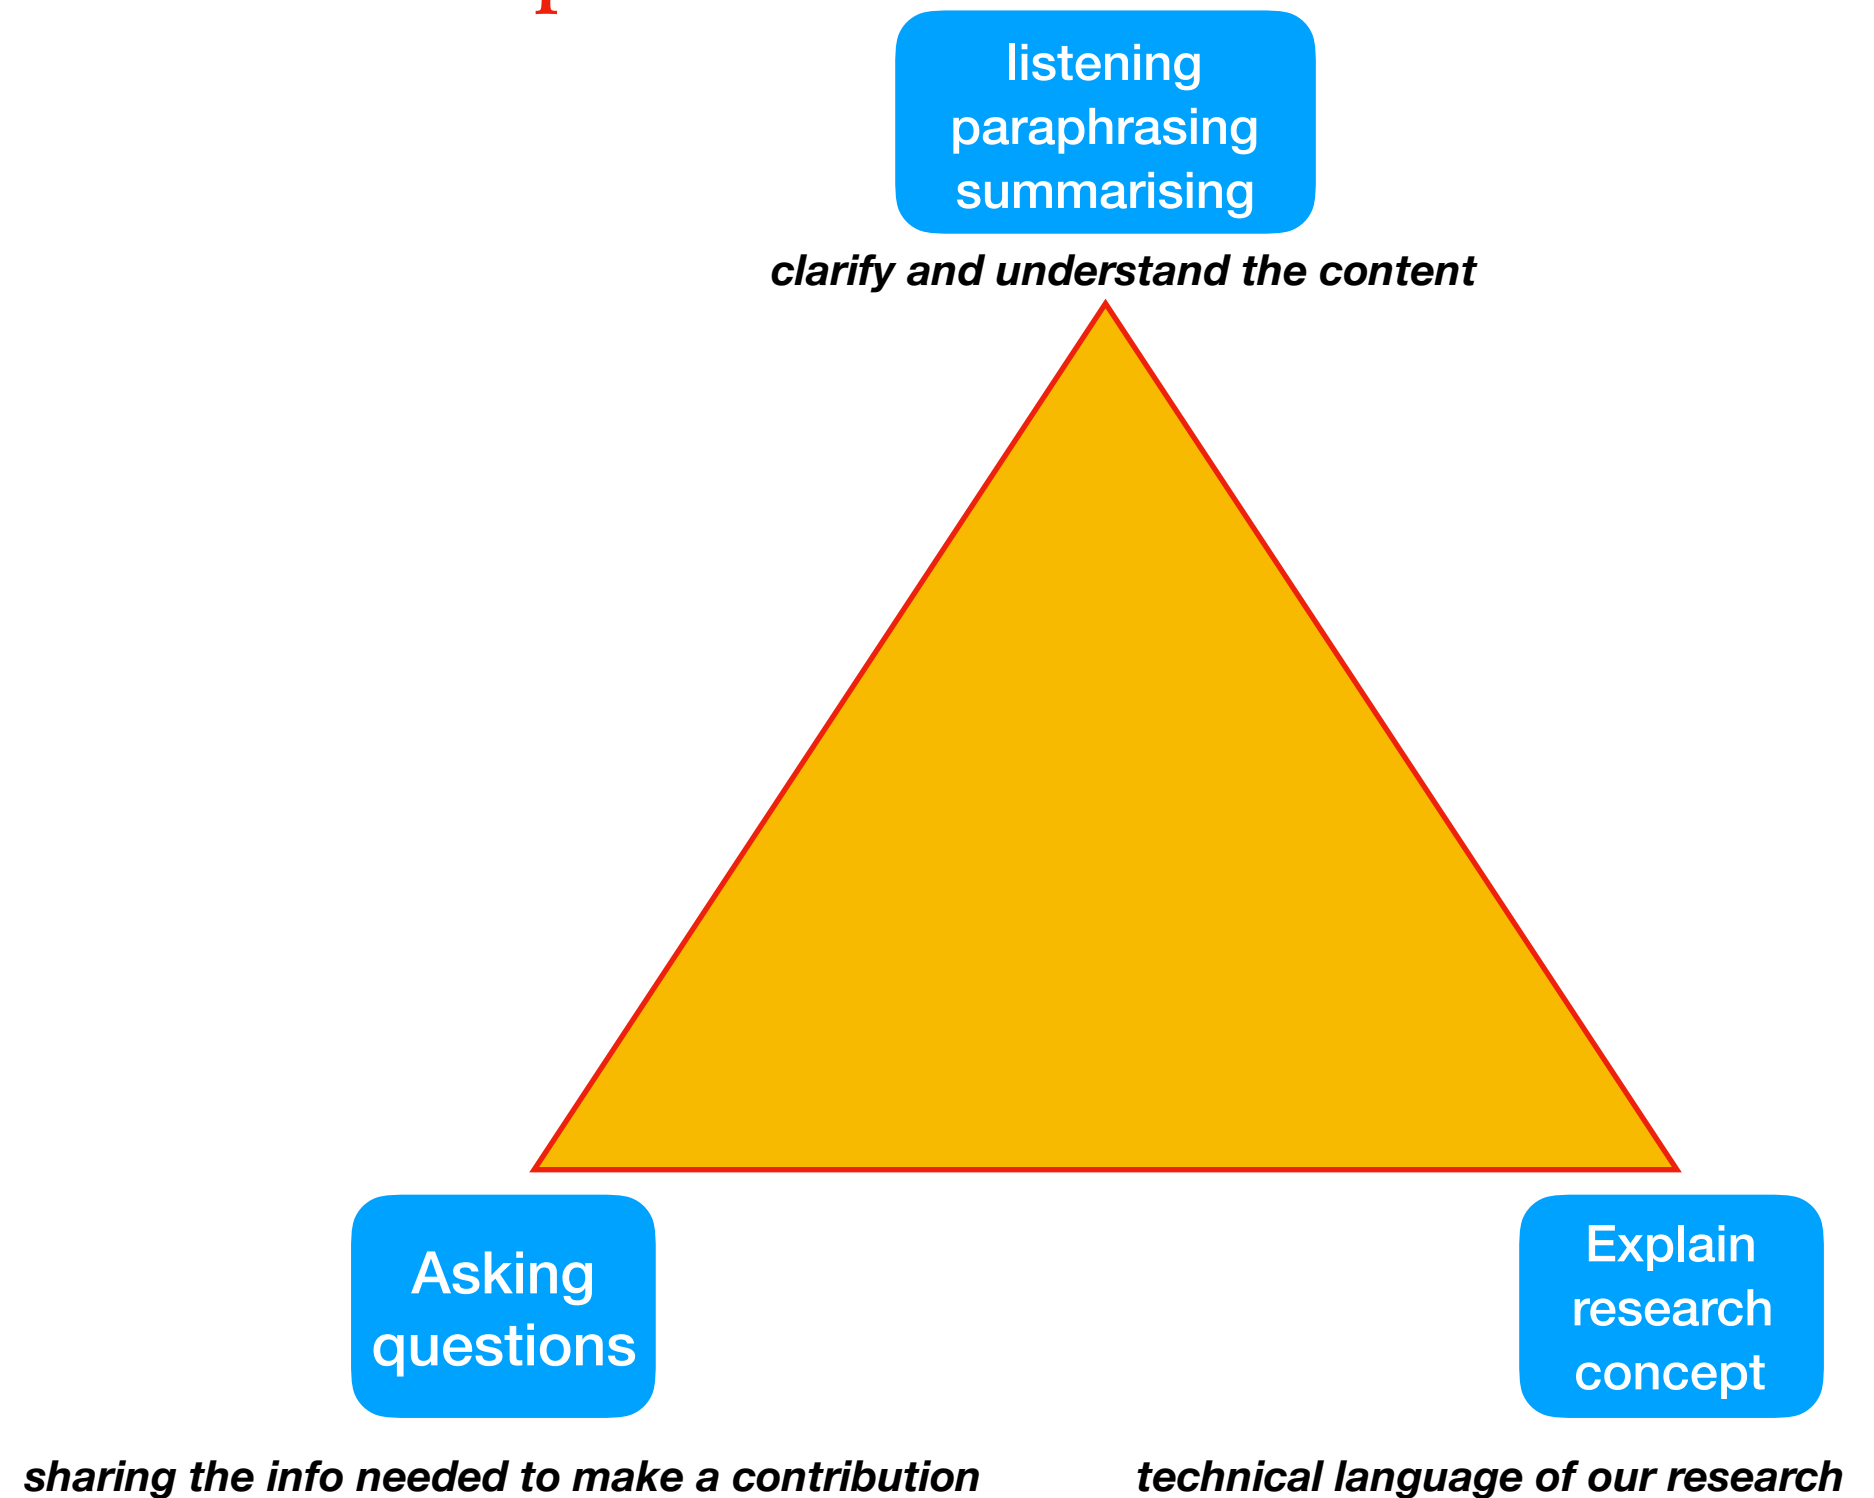 listening
paraphrasing
summarising
clarify and understand the content
Asking
questions
Explain
research
concept
sharing the info needed to make a contribution
technical language of our research